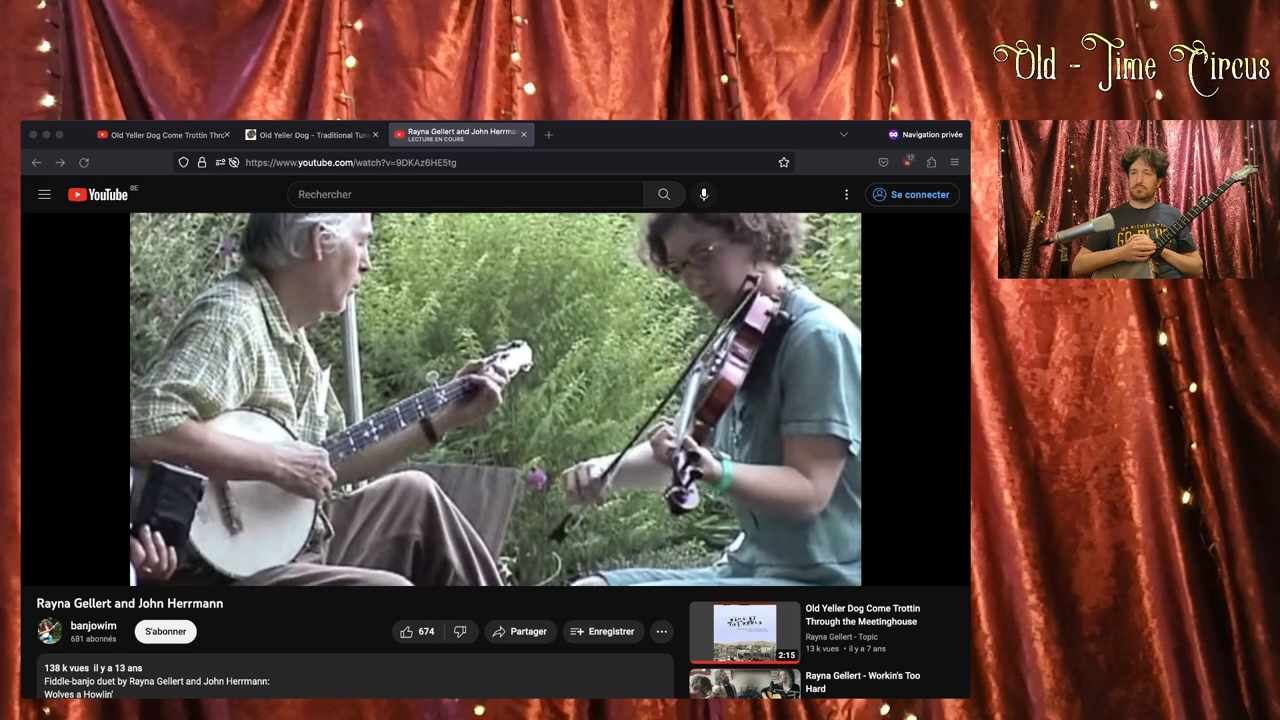 Old - Time Circus
Old Yeller Dog Come Trottin Thro
Old Yeller Dog - Traditional Tun
Rayna Gellert and John Herrma
LECTURE EN COURS
Navigation privée
https://www.youtube.com/watch?v=9DKAz6HE5tg
17
YouTube
BE
Rechercher
Se connecter
Rayna Gellert and John Herrmann
banjowim
681 abonnés
S'abonner
674
Partager
Enregistrer
138 k vues il y a 13 ans
Fiddle-banjo duet by Rayna Gellert and John Herrmann:
Wolves a Howlin'
2:15
Old Yeller Dog Come Trottin
Through the Meetinghouse
Rayna Gellert - Topic
13 k vues • il y a 7 ans
Rayna Gellert - Workin's Too
Hard